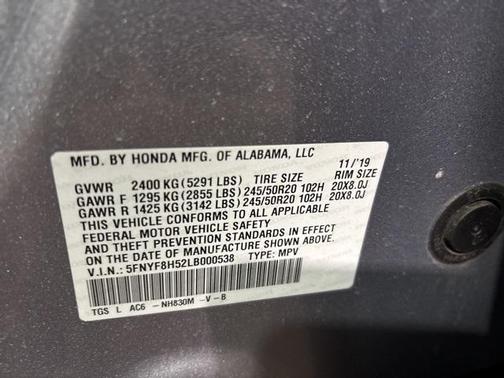 MFD. BY HONDA MFG. OF ALABAMA, LLC 11/'19
GVWR 2400 KG (5291 LBS) TIRE SIZE RIM SIZE
GAWR F 1295 KG (2855 LBS) 245/50R20 102H 20X8.0J
GAWR R 1425 KG (3142 LBS) 245/50R20 102H 20X8.0J
THIS VEHICLE CONFORMS TO ALL APPLICABLE
FEDERAL MOTOR VEHICLE SAFETY
AND THEFT PREVENTION STANDARDS IN EFFECT
ON THE DATE OF MANUFACTURE SHOWN ABOVE.
V.I.N.: 5FNYF8H52LB000538 TYPE: MPV
TGS L AC6 -NH830M -V-B